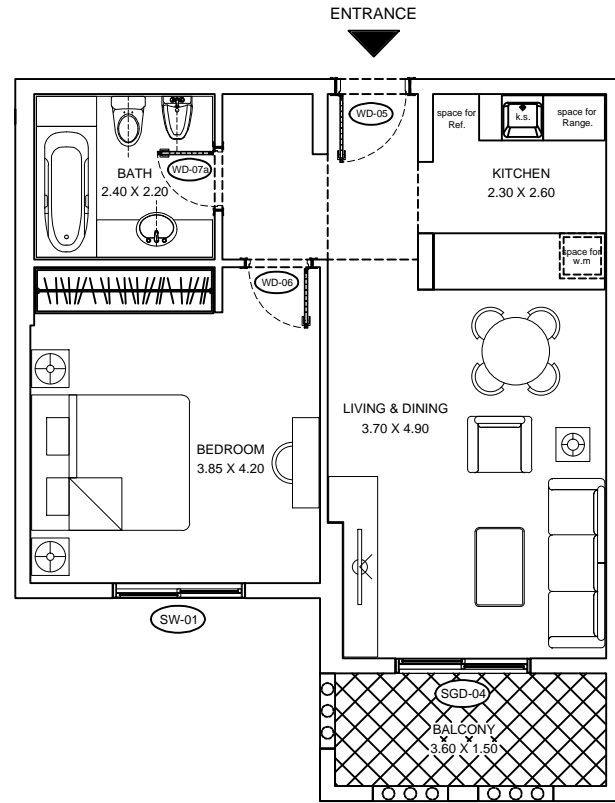 ENTRANCE
WD-05
space for
Ref.
k.s.
space for
Range.
BATH
2.40 X 2.20
WD-07a
KITCHEN
2.30 X 2.60
space for
w.m
WD-06
LIVING & DINING
3.70 X 4.90
BEDROOM
3.85 X 4.20
SW-01
SGD-04
BALCONY
3.60 X 1.50